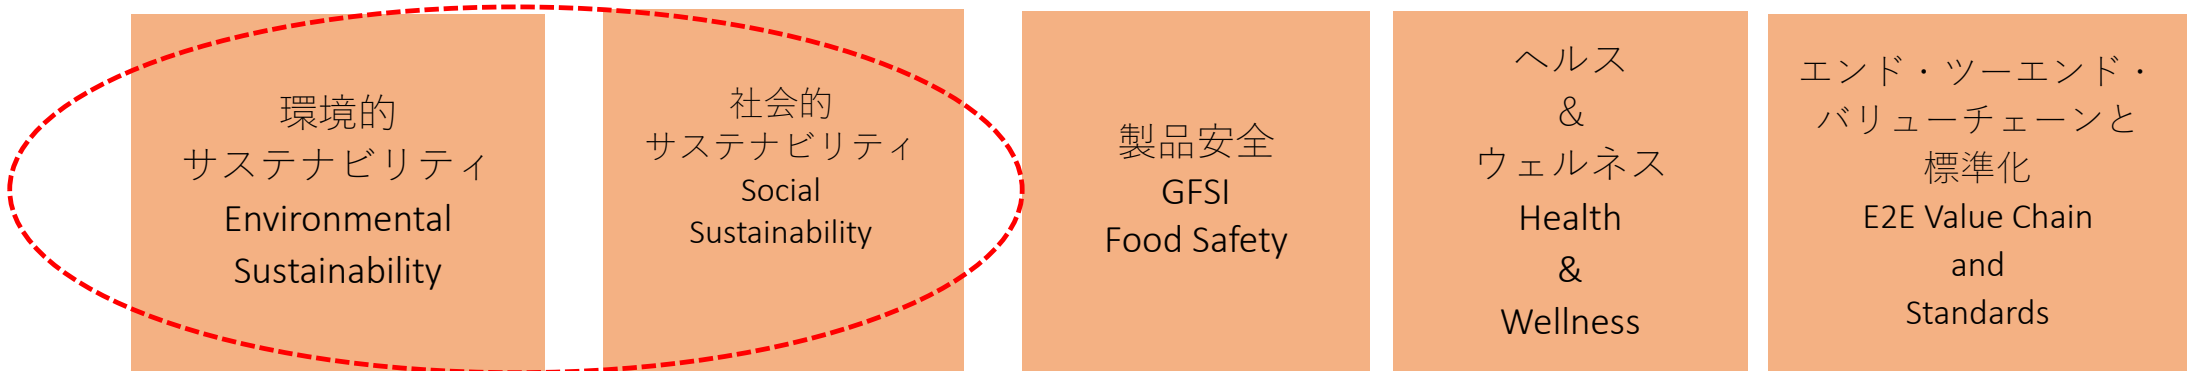 環境的
サステナビリティ
Environmental
Sustainability
社会的
サステナビリティ
Social
Sustainability
製品安全
GFSI
Food Safety
ヘルス
&
ウェルネス
Health
&
Wellness
エンド・ツーエンド・
バリューチェーンと
標準化
E2E Value Chain
and
Standards